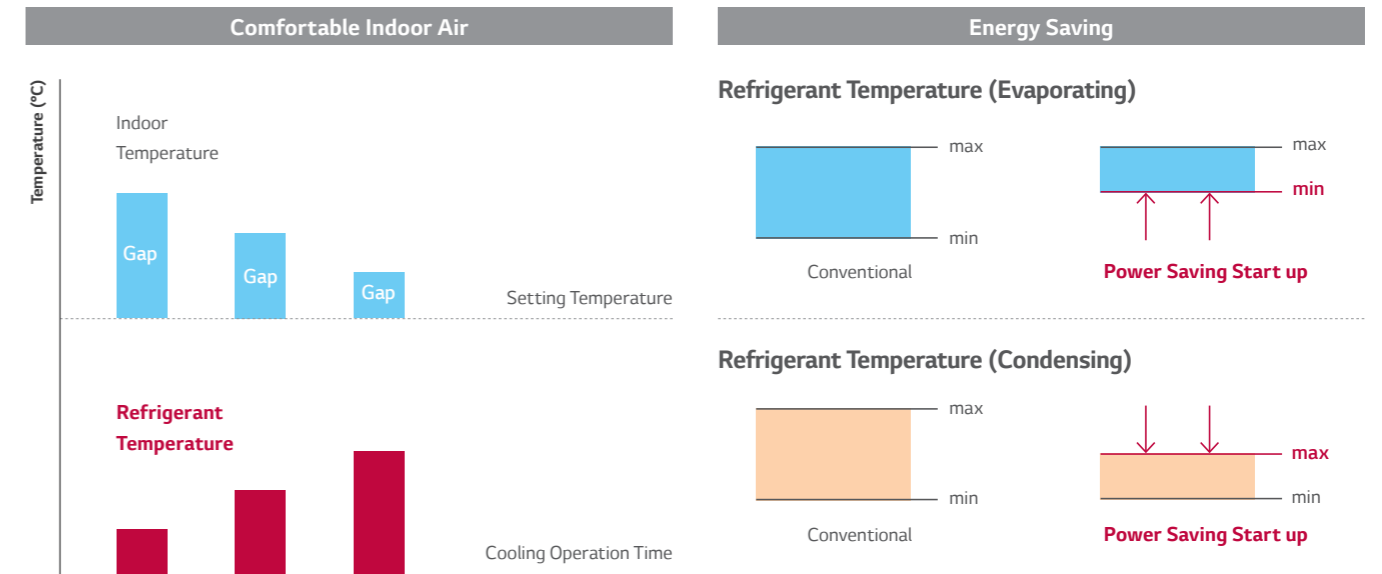 Comfortable Indoor Air
Temperature (°C)
Indoor
Temperature
Gap
Gap
Gap
Setting Temperature
Refrigerant
Temperature
Cooling Operation Time
Energy Saving
Refrigerant Temperature (Evaporating)
max
min
Conventional
max
min
Power Saving Start up
Refrigerant Temperature (Condensing)
max
min
Conventional
max
min
Power Saving Start up